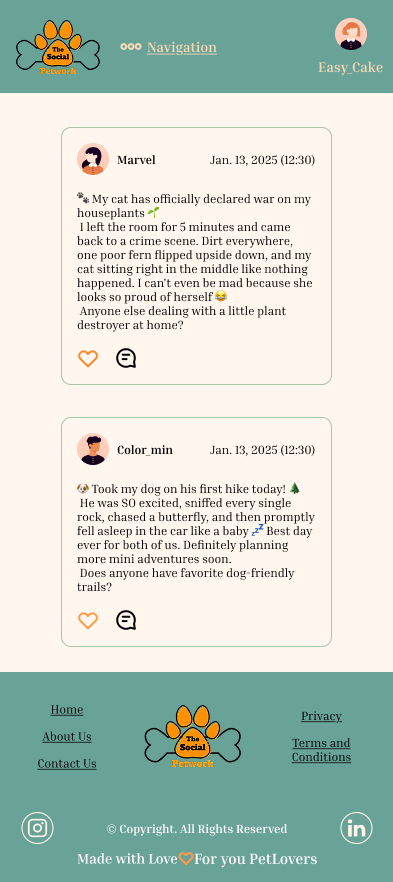 The
Social
Petwork
Navigation
Easy_Cake
Marvel Jan. 13, 2025 (12:30)
🐾 My cat has officially declared war on my
houseplants 🌱
I left the room for 5 minutes and came
back to a crime scene. Dirt everywhere,
one poor fern flipped upside down, and my
cat sitting right in the middle like nothing
happened. I can't even be mad because she
looks so proud of herself 😂
Anyone else dealing with a little plant
destroyer at home?
Color_min Jan. 13, 2025 (12:30)
🐶 Took my dog on his first hike today! 🌲
He was SO excited, sniffed every single
rock, chased a butterfly, and then promptly
fell asleep in the car like a baby 💤 Best day
ever for both of us. Definitely planning
more mini adventures soon.
Does anyone have favorite dog-friendly
trails?
Home
About Us
Contact Us
The
Social
Petwork
Privacy
Terms and
Conditions
in
© Copyright. All Rights Reserved
Made with Love For you PetLovers